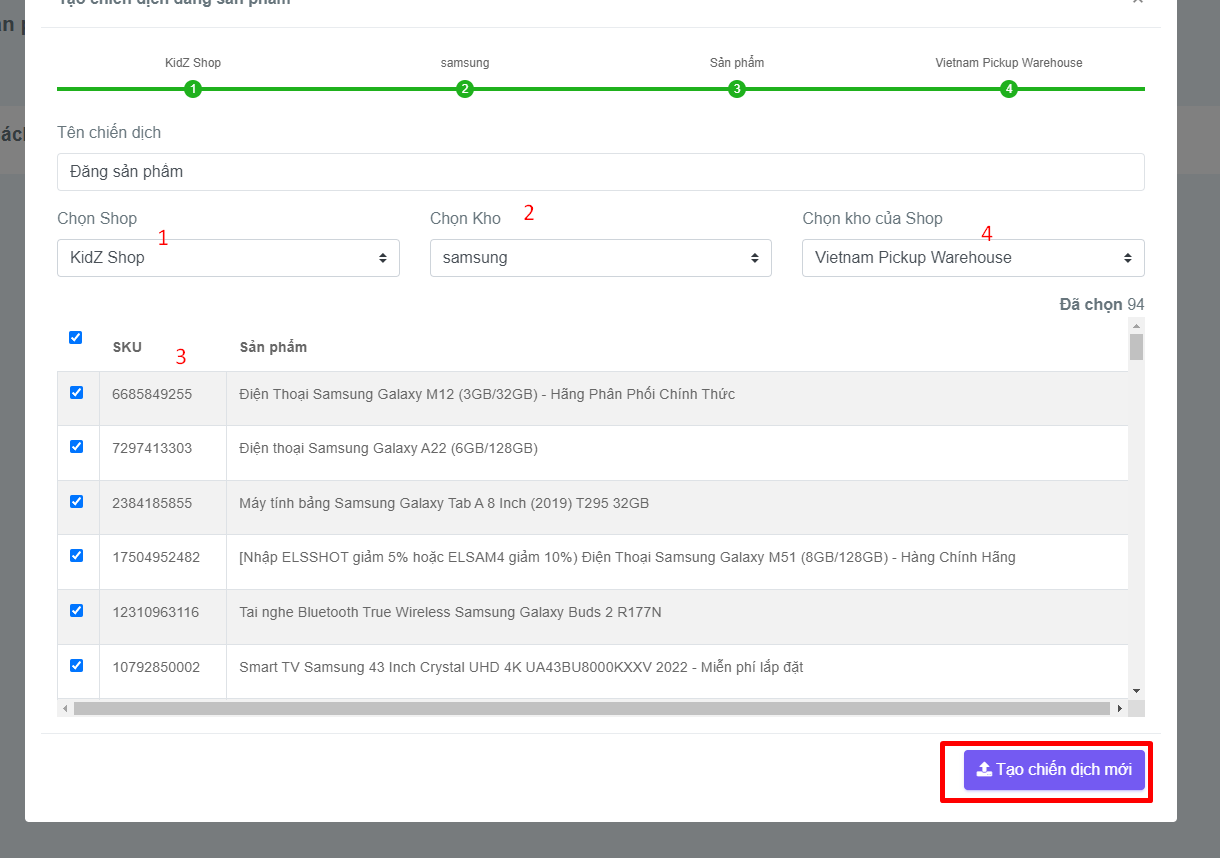 Tạo chiến dịch đăng sản phẩm
KidZ Shop samsung Sản phẩm Vietnam Pickup Warehouse
1 2 3 4
Tên chiến dịch
Đăng sản phẩm
Chọn Shop Chọn Kho 2 Chọn kho của Shop
1 4
KidZ Shop samsung Vietnam Pickup Warehouse
Đã chọn 94
SKU 3 Sản phẩm
6685849255 Điện Thoại Samsung Galaxy M12 (3GB/32GB) - Hãng Phân Phối Chính Thức
7297413303 Điện thoại Samsung Galaxy A22 (6GB/128GB)
2384185855 Máy tính bảng Samsung Galaxy Tab A 8 Inch (2019) T295 32GB
17504952482 [Nhập ELSSHOT giảm 5% hoặc ELSAM4 giảm 10%) Điện Thoại Samsung Galaxy M51 (8GB/128GB) - Hàng Chính Hãng
12310963116 Tai nghe Bluetooth True Wireless Samsung Galaxy Buds 2 R177N
10792850002 Smart TV Samsung 43 Inch Crystal UHD 4K UA43BU8000KXXV 2022 - Miễn phí lắp đặt
Tạo chiến dịch mới